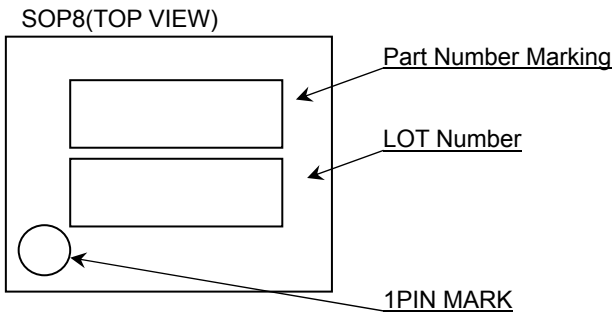 SOP8(TOP VIEW)
Part Number Marking
LOT Number
1PIN MARK